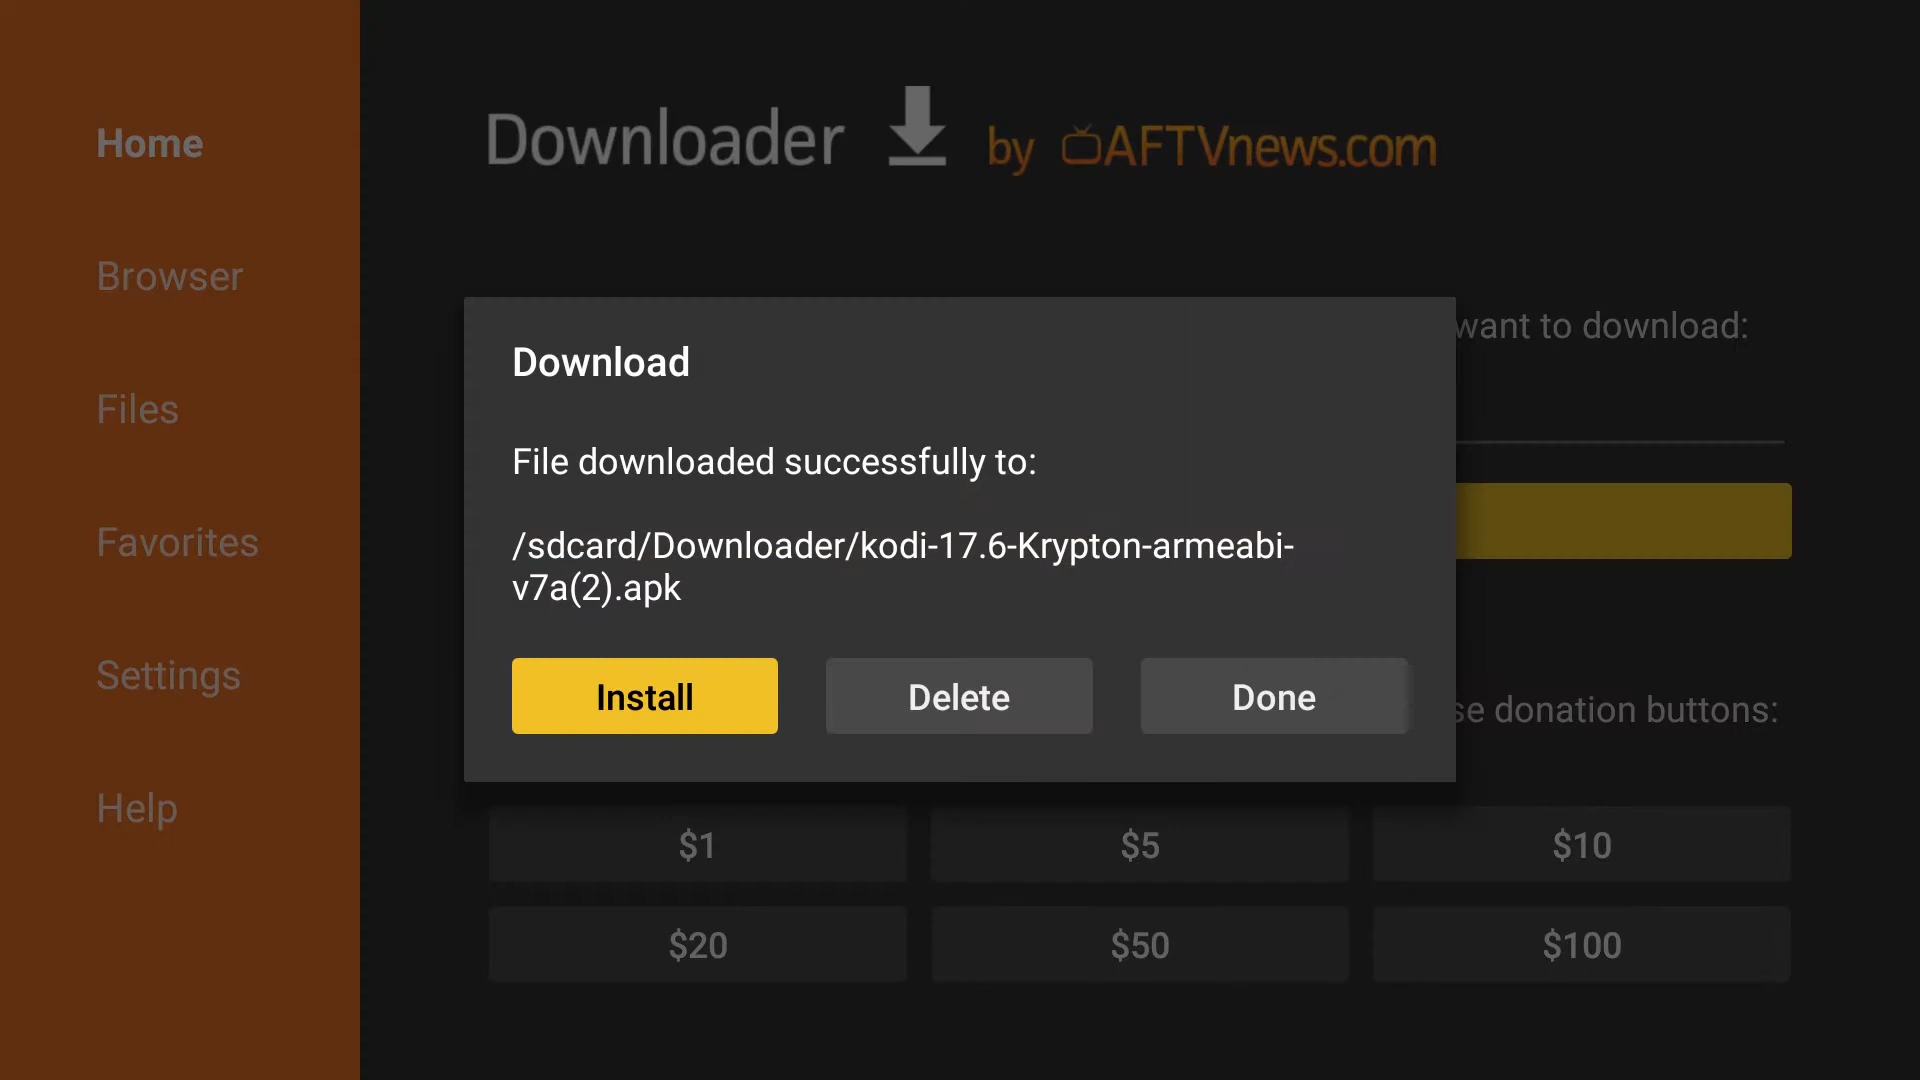 Home
Browser
Files
Favorites
Settings
Help
Downloader by AFTVnews.com
want to download:
Download
File downloaded successfully to:
/sdcard/Downloader/kodi-17.6-Krypton-armeabi-
v7a(2).apk
Install Delete Done
se donation buttons:
$1 $5 $10
$20 $50 $100